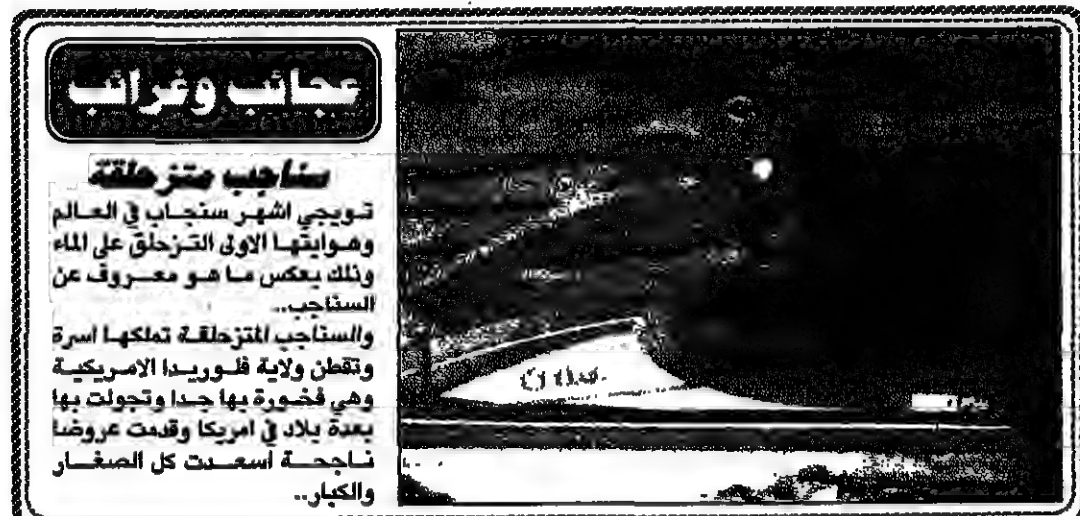 عجائب وغرائب
سناجب متزحلقة
تويجي اشهر سنجاب في العالم
وهوايتها الاولى التزحلق على الماء
وذلك بعكس ما هو معروف عن
السناجب..
والسناجب المتزحلقة تملكها اسرة
وتقطن ولاية فلوريدا الامريكية
وهي فخورة بها جدا وتجولت بها
بعدة بلاد في امريكا وقدمت عروضا
ناجحة أسعدت كل الصغار
والكبار..